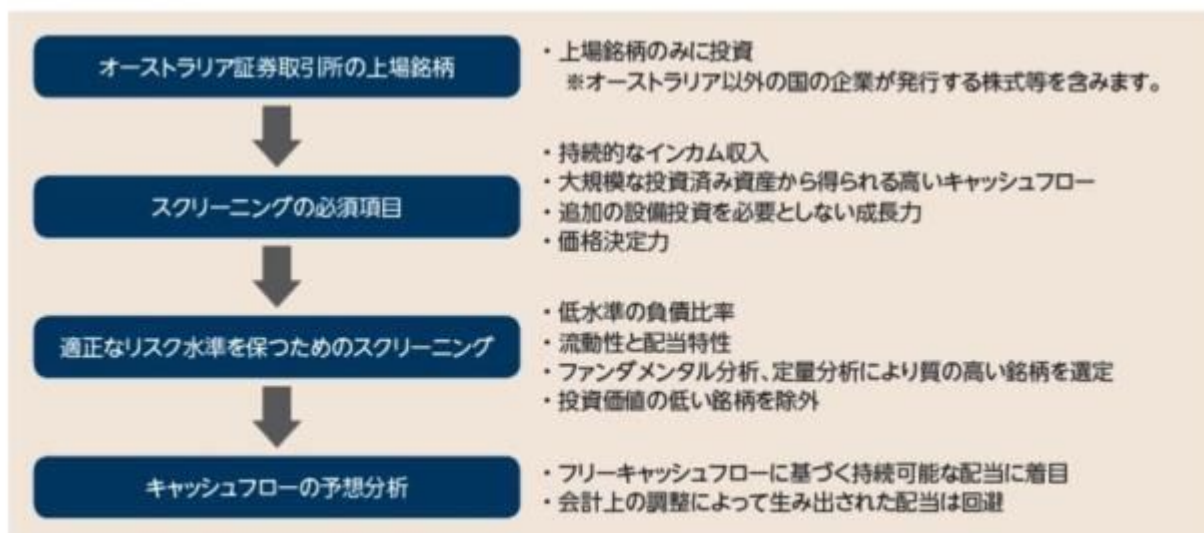 オーストラリア証券取引所の上場銘柄
・上場銘柄のみに投資
※オーストラリア以外の国の企業が発行する株式等を含みます。
スクリーニングの必須項目
・持続的なインカム収入
・大規模な投資済み資産から得られる高いキャッシュフロー
・追加の設備投資を必要としない成長力
・価格決定力
適正なリスク水準を保つためのスクリーニング
・低水準の負債比率
・流動性と配当特性
・ファンダメンタル分析、定量分析により質の高い銘柄を選定
・投資価値の低い銘柄を除外
キャッシュフローの予想分析
・フリーキャッシュフローに基づく持続可能な配当に着目
・会計上の調整によって生み出された配当は回避